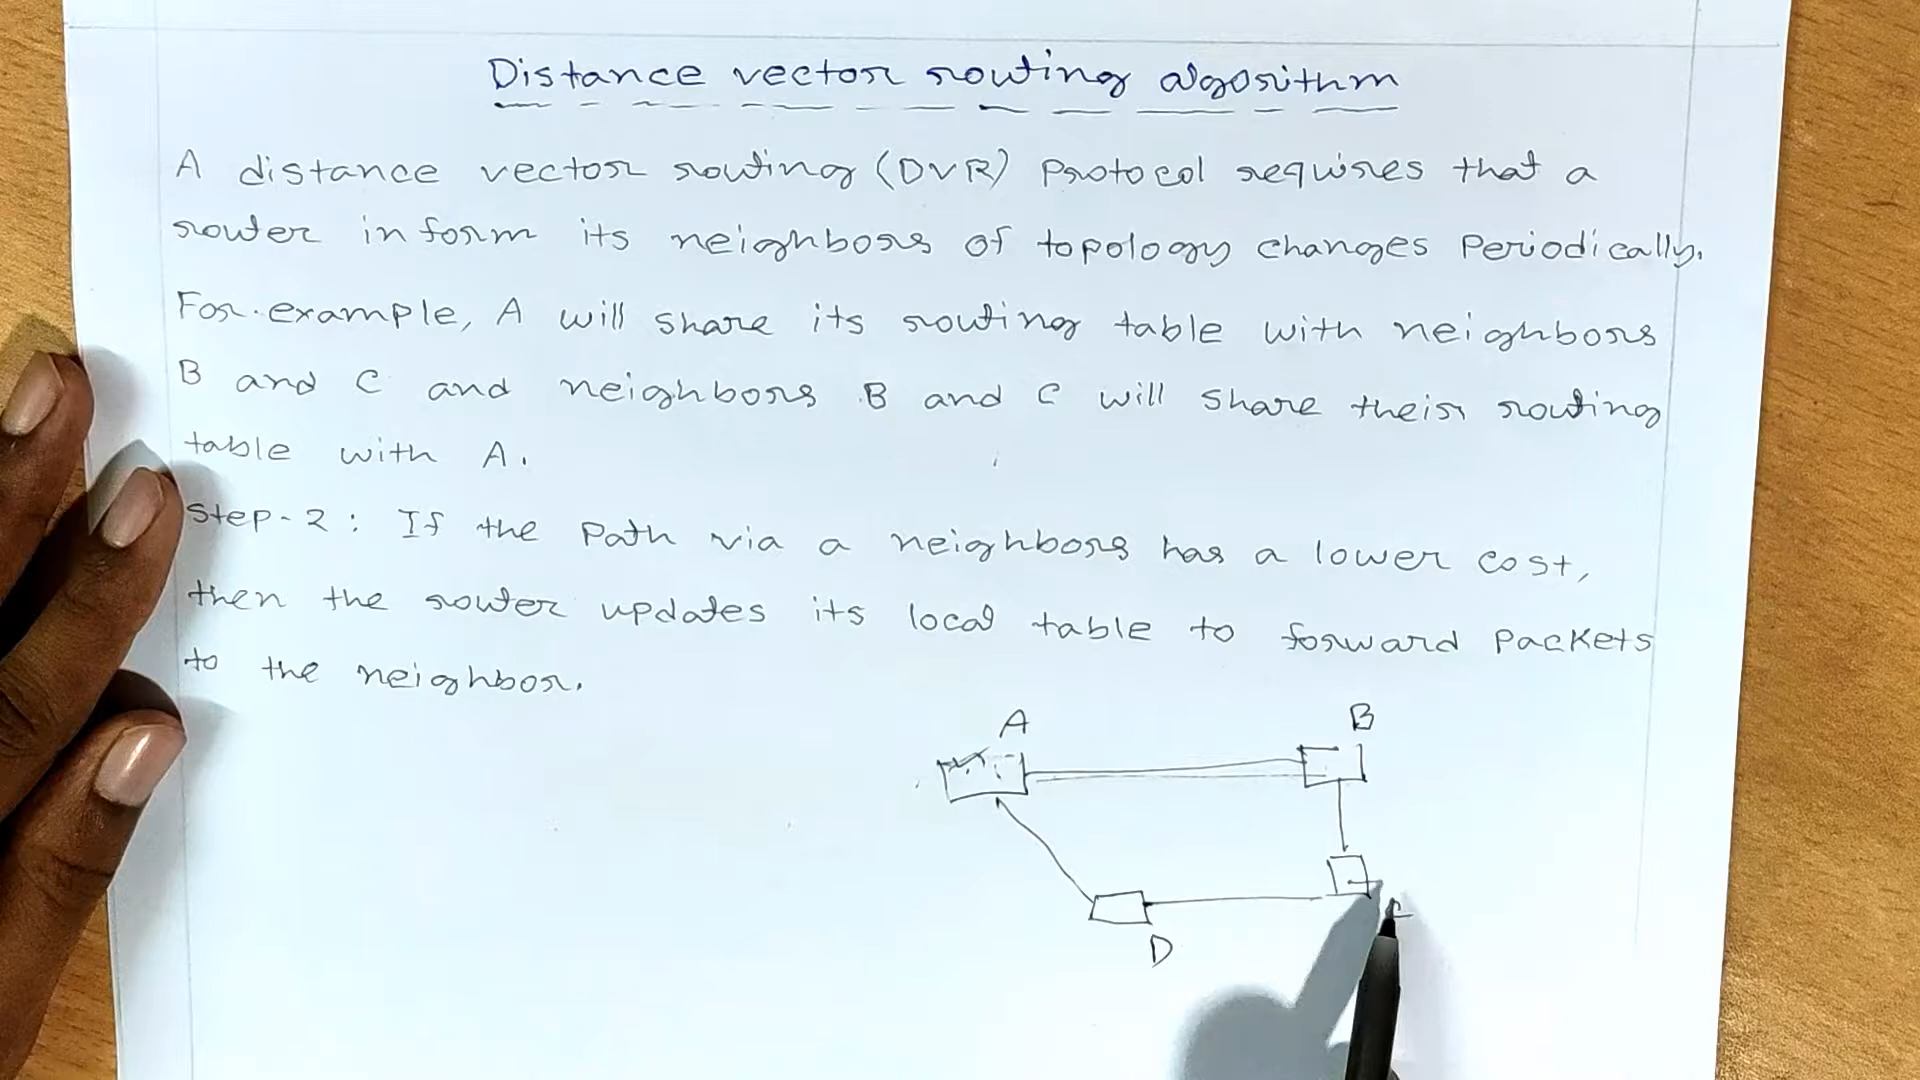 Distance vector routing algorithm
A distance vector routing (DVR) Protocol requires that a
router inform its neighbors of topology changes Periodically.
For example, A will share its routing table with neighbors
B and C and neighbors B and C will share their routing
table with A.
Step-2: If the Path via a neighbors has a lower cost,
then the router updates its local table to forward Packets
to the neighbor.
A B
C
D